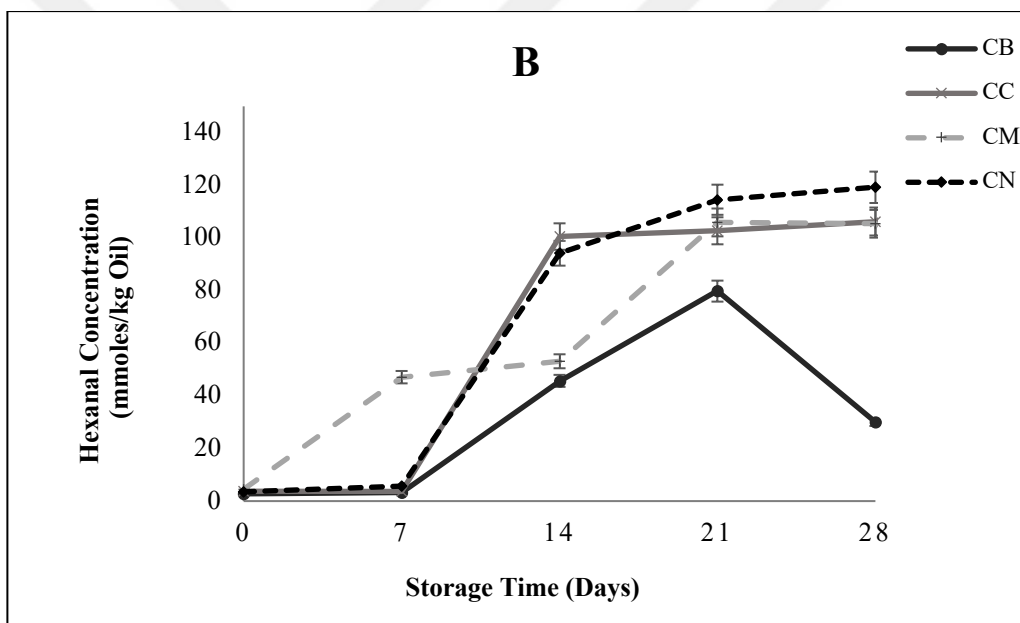 B
CB
CC
CM
CN
Hexanal Concentration
(mmoles/kg Oil)
140
120
100
80
60
40
20
0
0 7 14 21 28
Storage Time (Days)